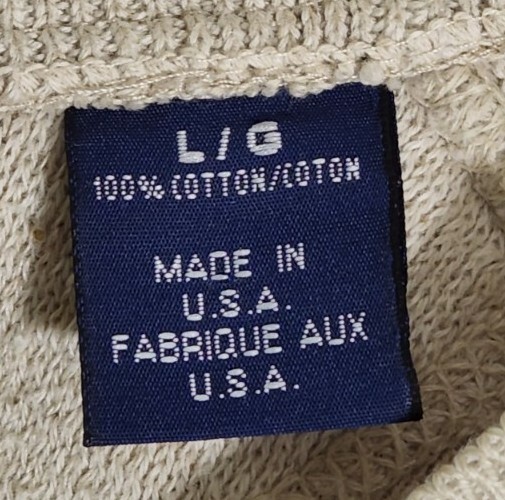 L/G
100% COTTON/COTON
MADE IN
U.S.A.
FABRIQUE AUX
U.S.A.